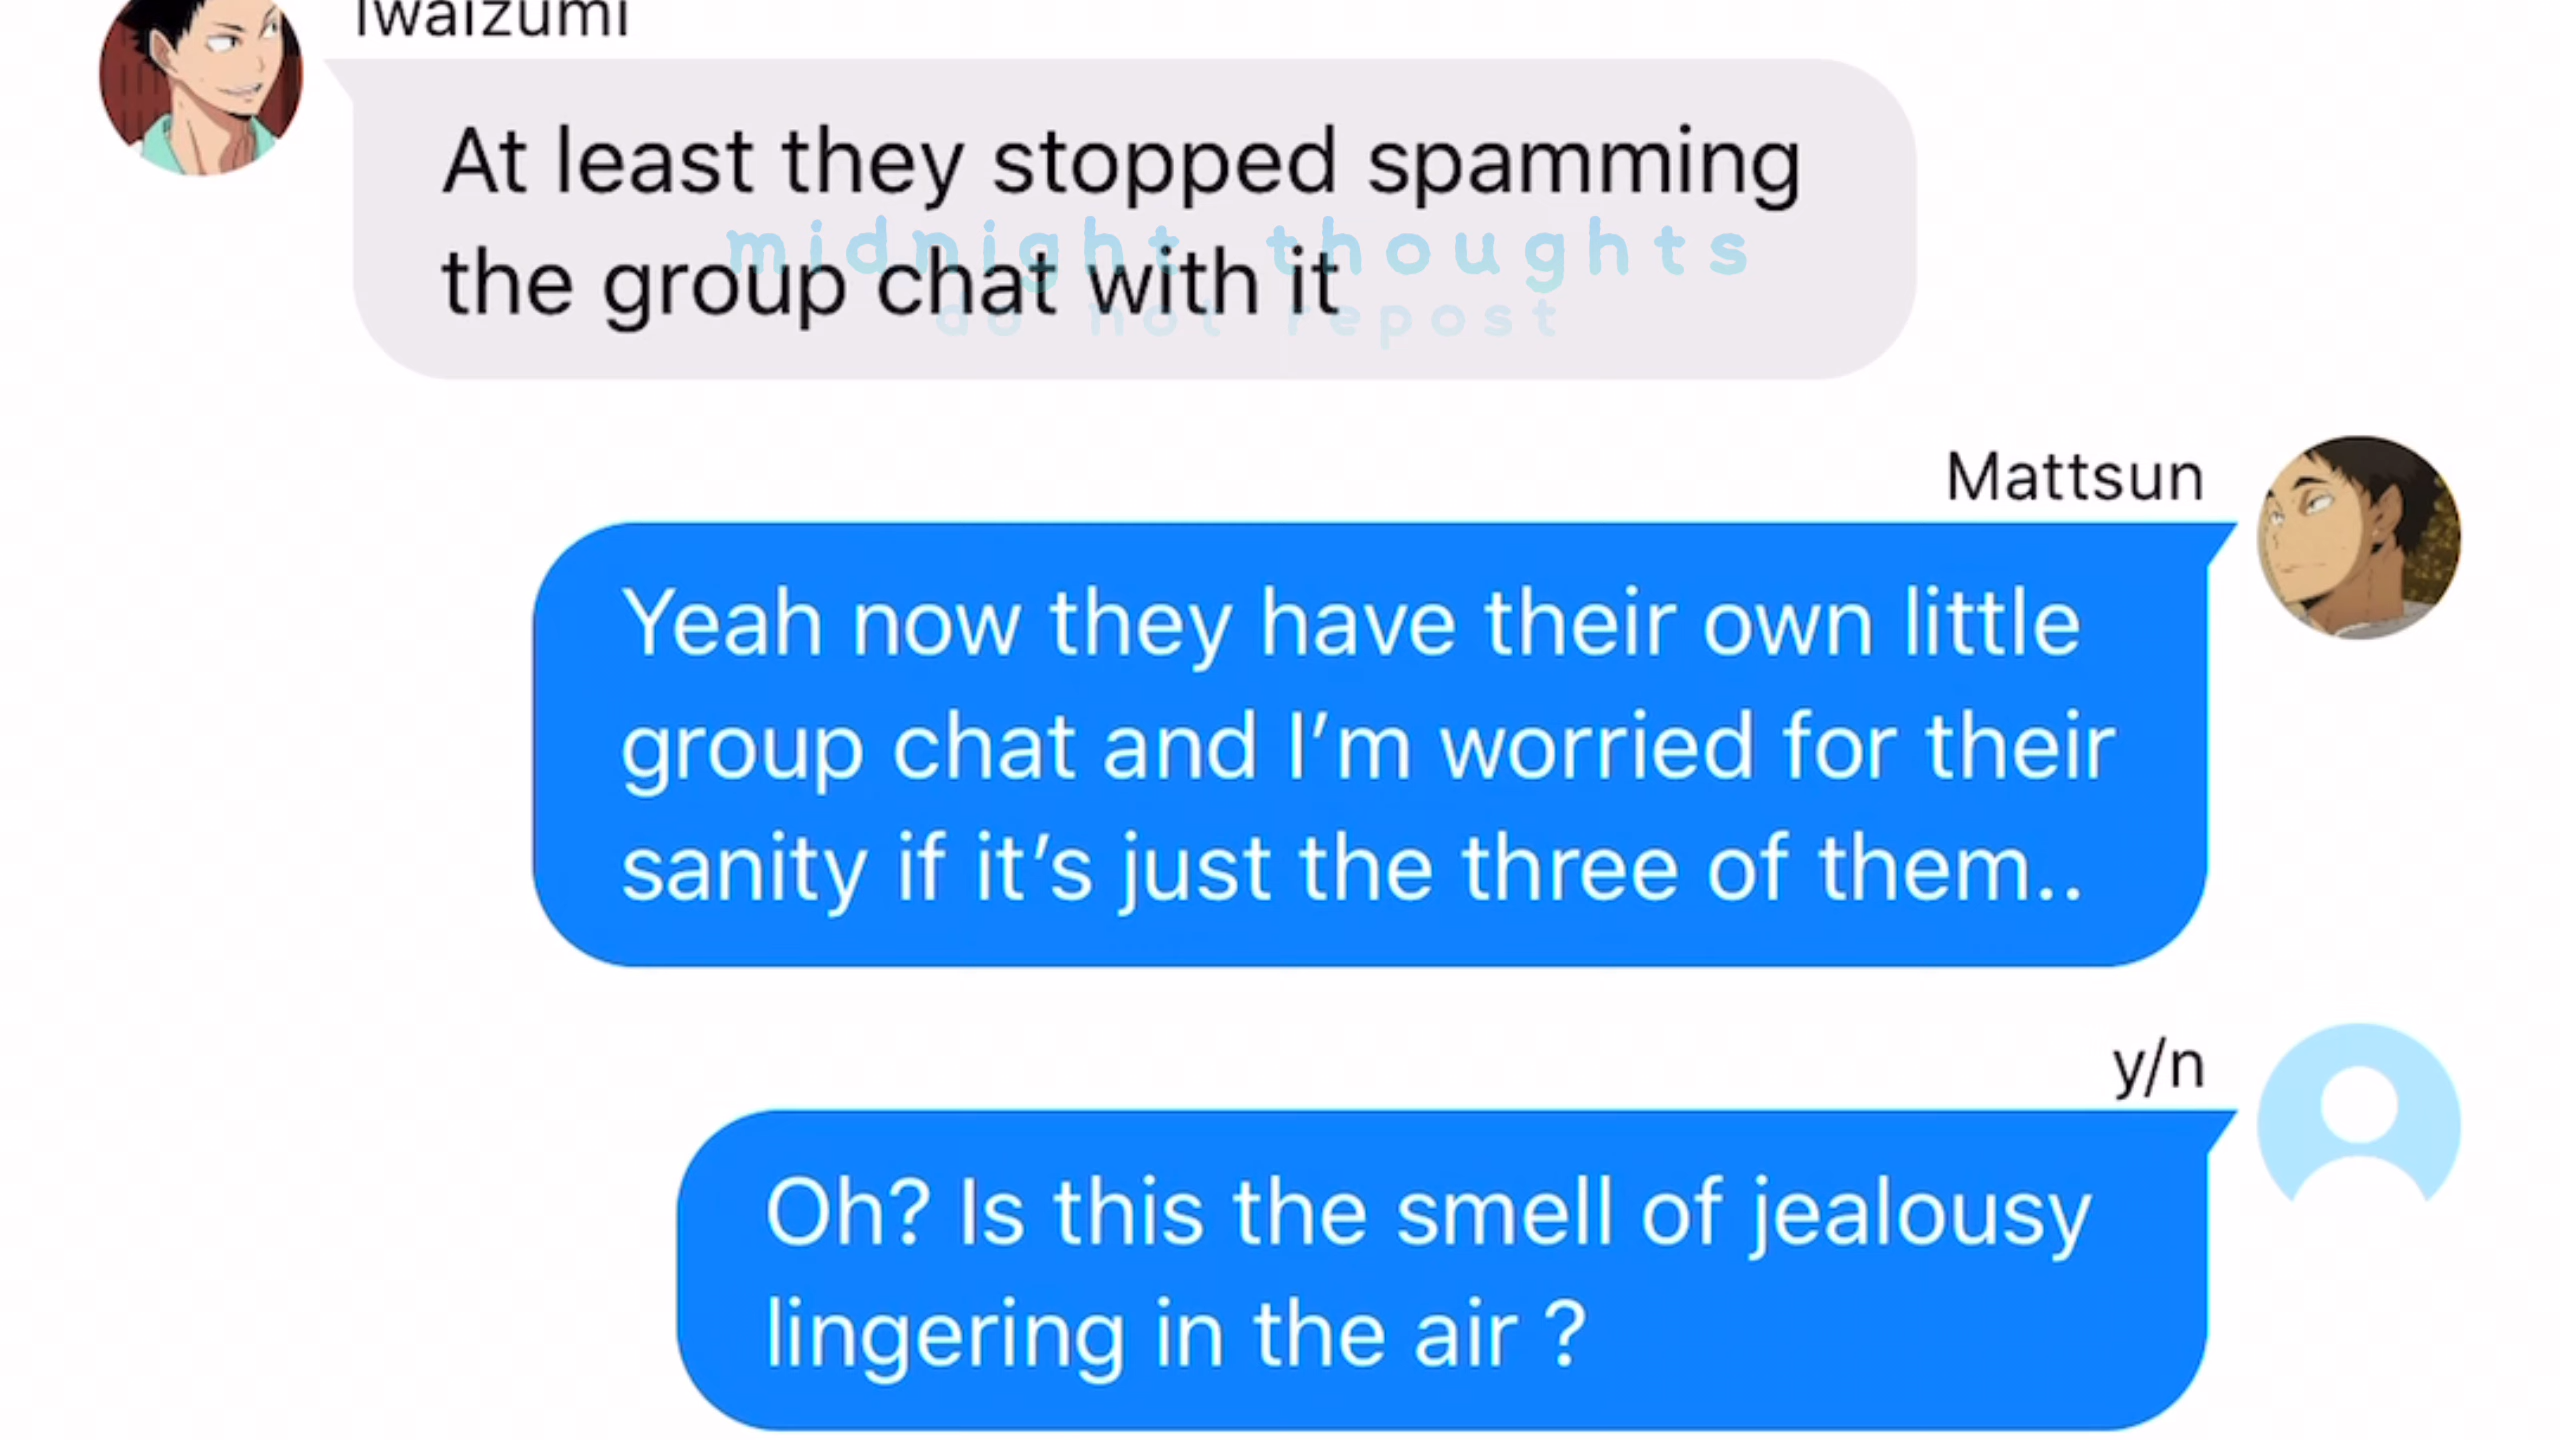 Iwaizumi
At least they stopped spamming
midnight thoughts
the group chat with it
do not repost
Mattsun
Yeah now they have their own little
group chat and I’m worried for their
sanity if it’s just the three of them..
y/n
Oh? Is this the smell of jealousy
lingering in the air ?